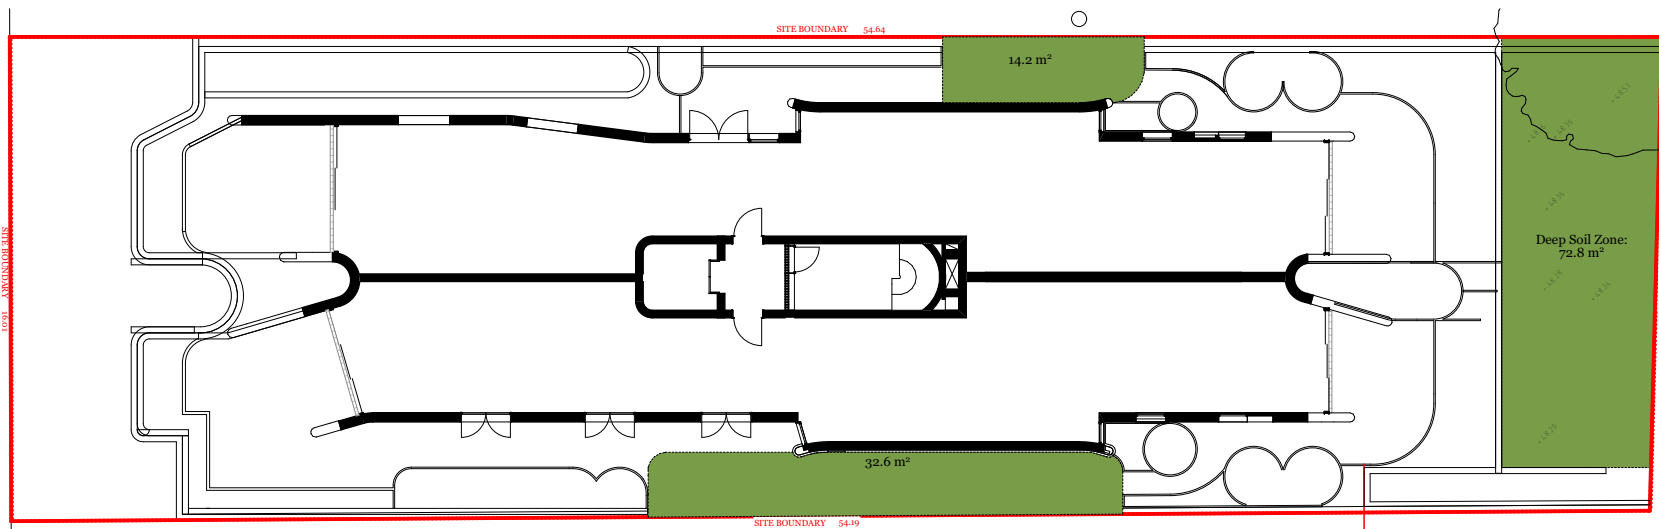 SITE BOUNDARY 54.64
14.2 m²
Deep Soil Zone:
72.8 m²
SITE BOUNDARY 16.01
32.6 m²
SITE BOUNDARY 54.19